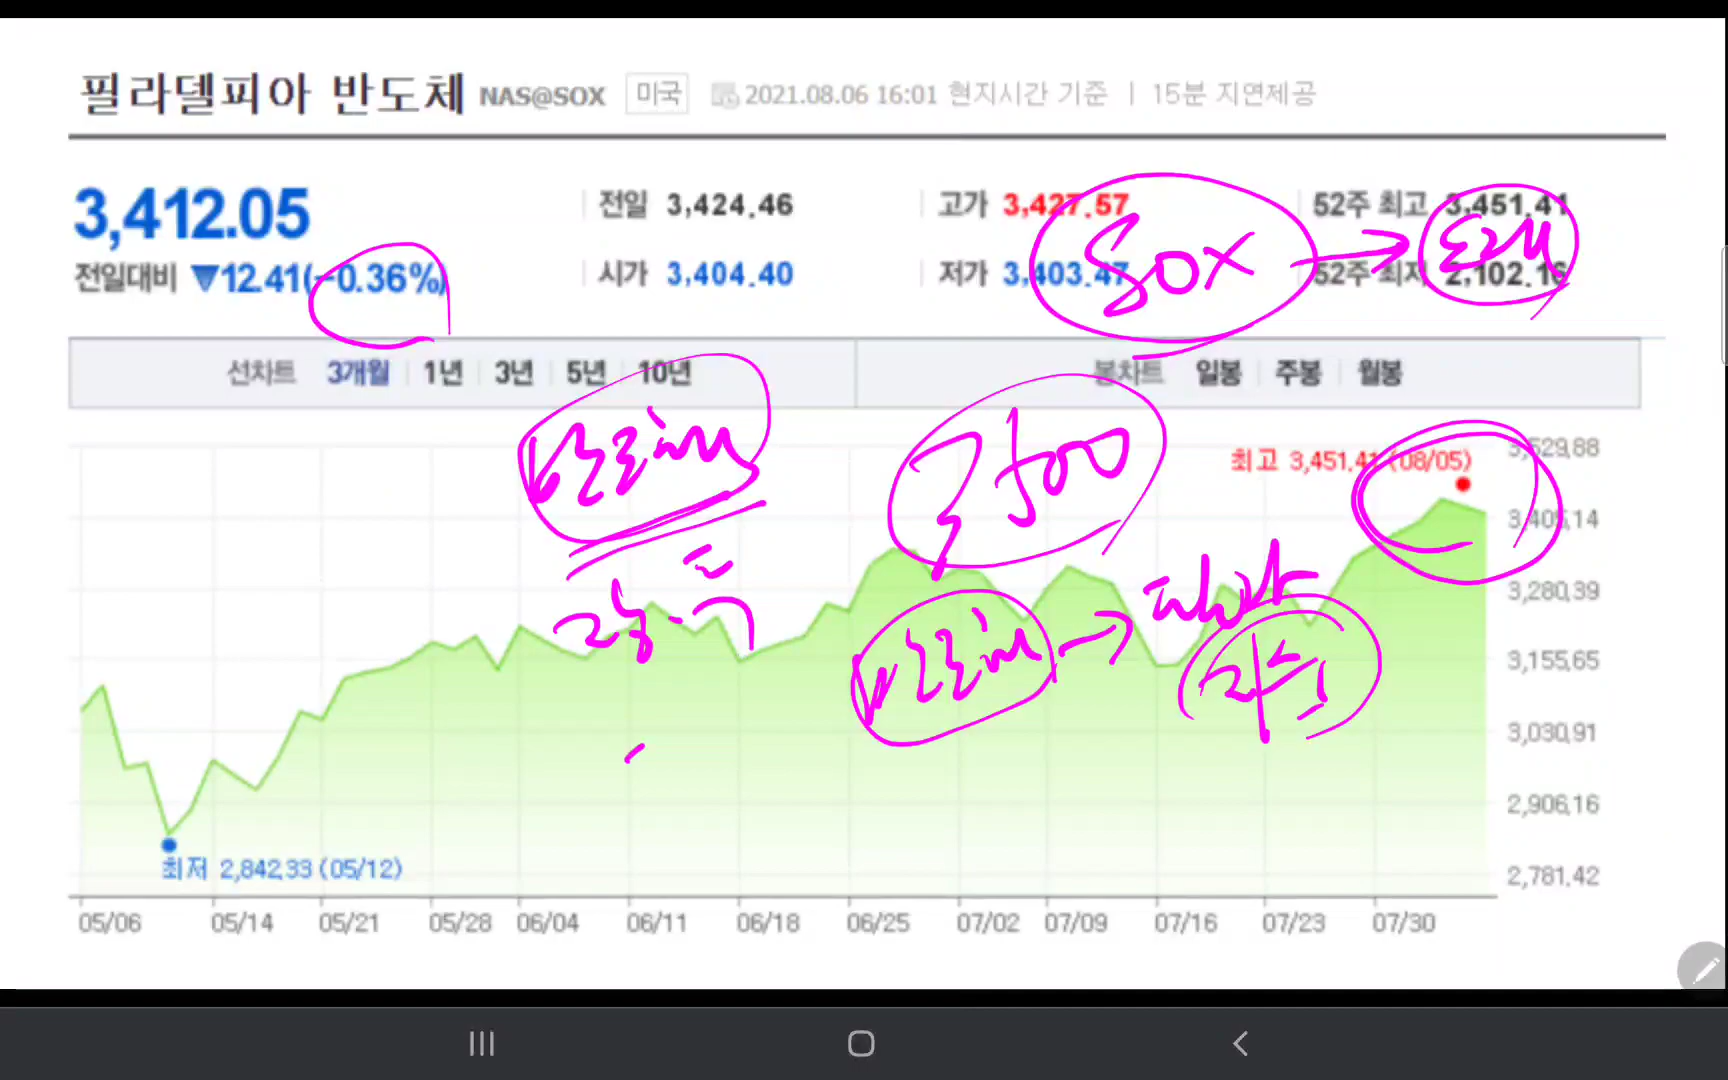 필라델피아 반도체 NAS@SOX 미국 2021.08.06 16:01 현지시간 기준 | 15분 지연제공
3,412.05 전일 3,424.46 고가 3,427.57 52주 최고 3,451.41
전일대비 ▼12.41(-0.36%) 시가 3,404.40 저가 3,403.47 52주 최저 2,102.16
SOX →
선차트 3개월 1년 3년 5년 10년 봉차트 일봉 주봉 월봉
최고 3,451.41 (08/05)
3,529.88
3,405.14
3,280.39
3,155.65
3,030.91
2,906.16
2,781.42
최저 2,842.33 (05/12)
05/06 05/14 05/21 05/28 06/04 06/11 06/18 06/25 07/02 07/09 07/16 07/23 07/30